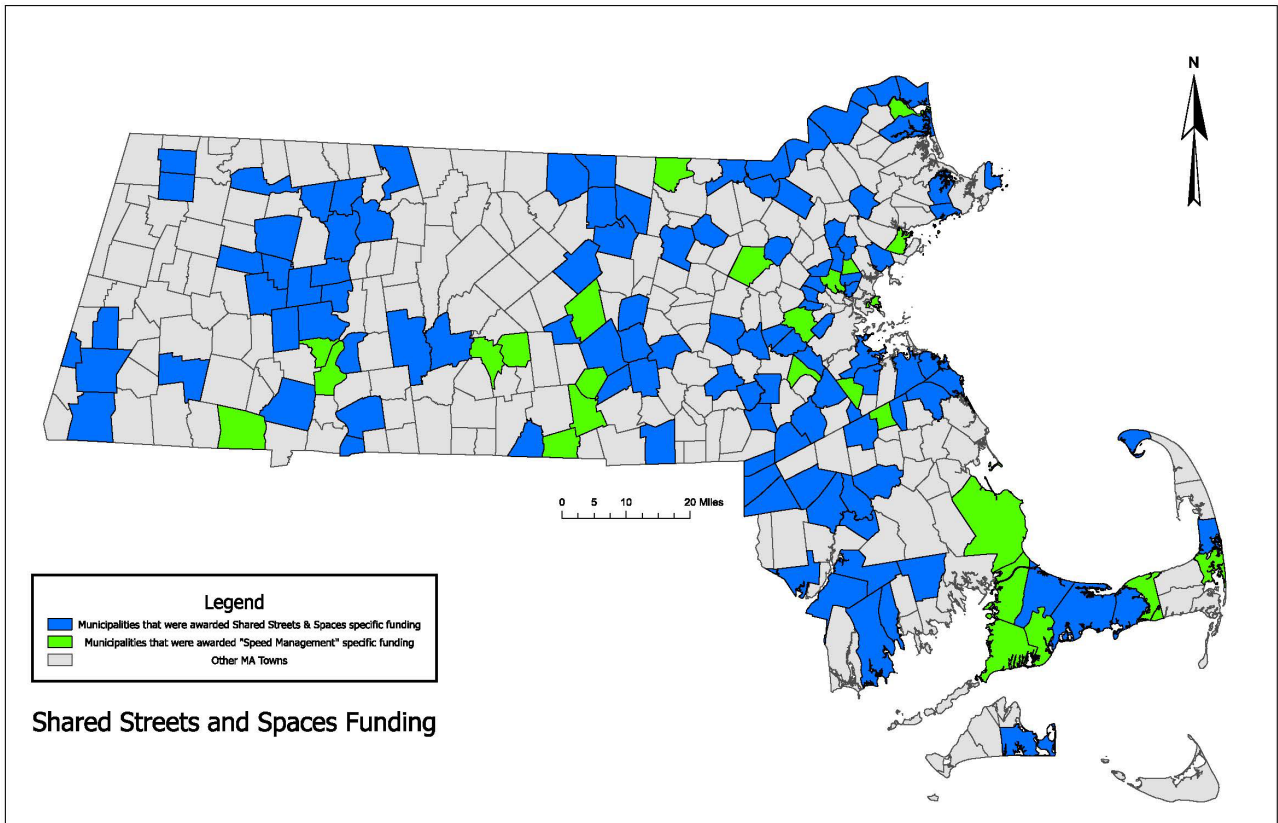 N
0 5 10 20 Miles
Legend
Municipalities that were awarded Shared Streets & Spaces specific funding
Municipalities that were awarded "Speed Management" specific funding
Other MA Towns
Shared Streets and Spaces Funding